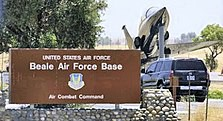 UNITED STATES AIR FORCE
Beale Air Force Base
Air Combat Command